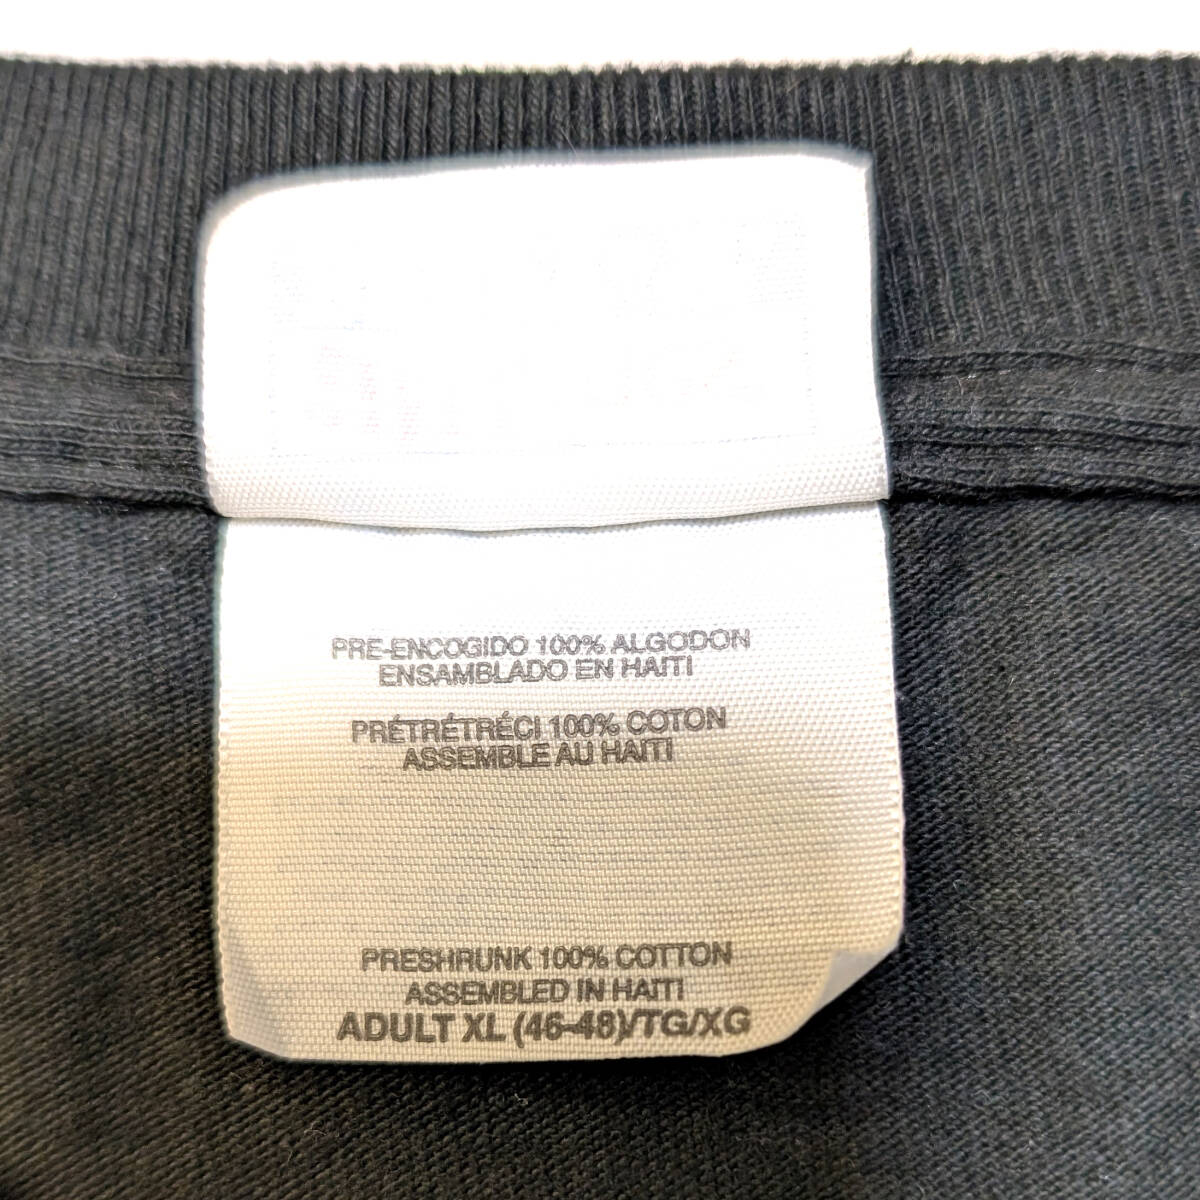 PRE-ENCOGIDO 100% ALGODON
ENSAMBLADO EN HAITI
PRÉTRÉTRÉCI 100% COTON
ASSEMBLE AU HAITI
PRESHRUNK 100% COTTON
ASSEMBLED IN HAITI
ADULT XL (46-48)/TG/XG